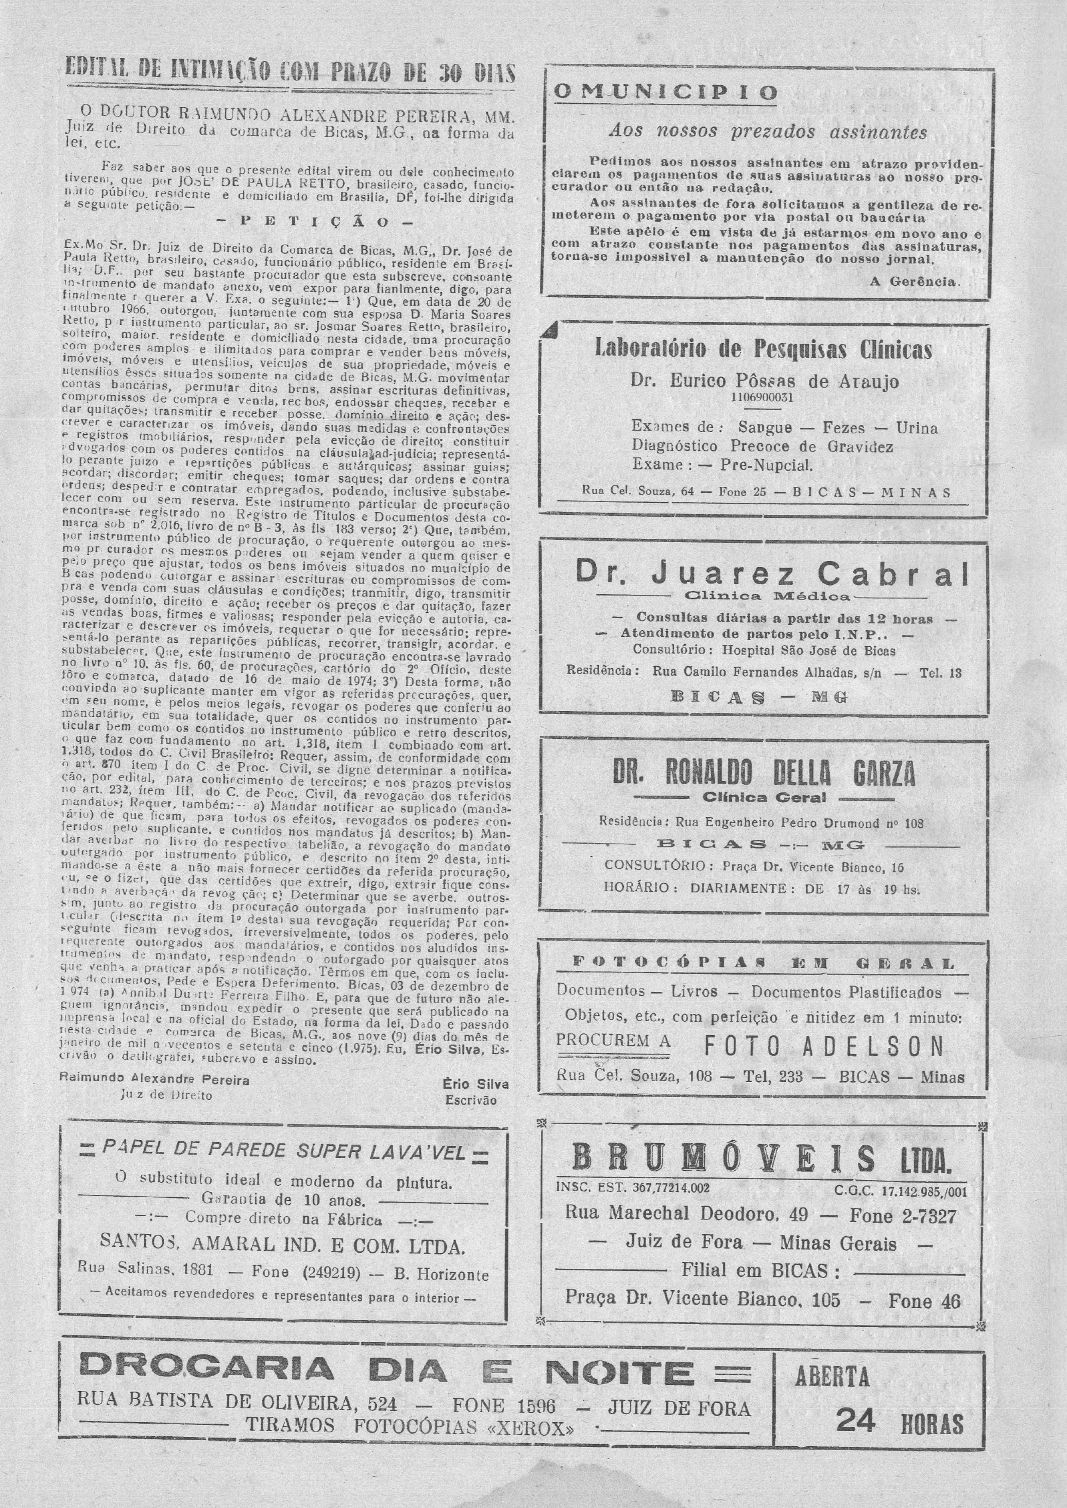 EDITAL DE INTIMAÇÃO COM PRAZO DE 30 DIAS
O DOUTOR RAIMUNDO ALEXANDRE PEREIRA, MM.
Juiz de Direito da comarca de Bicas, M.G., na forma da
lei, etc.
Faz saber aos que o presente edital virem ou dele conhecimento
tiverem, que por JOSE' DE PAULA RETTO, brasileiro, casado, funcio-
nário público, residente e domiciliado em Brasília, DF, foi-lhe dirigida
a seguinte petição.—
— P E T I Ç Ã O —
Ex.Mo Sr. Dr. Juiz de Direito da Comarca de Bicas, M.G., Dr. José de
Paula Retto, brasileiro, casado, funcionário público, residente em Brasí-
lia; D.F., por seu bastante procurador que esta subscreve, consoante
instrumento de mandato anexo, vem expor para fianlmente, digo, para
finalmente r querer a V. Exa. o seguinte:— 1') Que, em data de 20 de
outubro 1966, outorgou, juntamente com sua esposa D. Maria Soares
Retto, p r instrumento particular, ao sr. Josmar Soares Retto, brasileiro,
solteiro, maior, residente e domiciliado nesta cidade, uma procuração
com poderes amplos e ilimitados para comprar e vender bens móveis,
imóveis, móveis e utensílios, veículos de sua propriedade, móveis e
utensílios êsses situados somente na cidade de Bicas, M.G. movimentar
contas bancárias, permutar ditos bens, assinar escrituras definitivas,
compromissos de compra e venda, rec bos, endossar cheques, receber e
dar quitações; transmitir e receber posse, domínio direito e ação; des-
crever e caracterizar os imóveis, dando suas medidas e confrontações
e registros imobiliários, responder pela evicção de direito; constituir
advogados com os poderes contidos na cláusula ad-judícia; representá-
lo perante juízo e repartições públicas e autárquicas; assinar guias;
acordar; discordar; emitir cheques; tomar saques; dar ordens e contra
ordens; despedir e contratar empregados, podendo, inclusive substabe-
lecer com ou sem reserva. Este instrumento particular de procuração
encontra-se registrado no Registro de Títulos e Documentos desta co-
marca sob nº 2.016, livro de nº B - 3, às fls 183 verso; 2º) Que, também,
por instrumento público de procuração, o requerente outorgou ao mes-
mo pr curador os mesmos poderes ou sejam vender a quem quiser e
pelo preço que ajustar, todos os bens imóveis situados no município de
Bicas podendo outorgar e assinar escrituras ou compromissos de com-
pra e venda com suas cláusulas e condições; tranmitir, digo, transmitir
posse, domínio, direito e ação; receber os preços e dar quitação, fazer
as vendas boas, firmes e valiosas; responder pela evicção e autoria, ca-
racterizar e descrever os imóveis, requerar o que for necessário; repre-
sentá-lo perante as repartições públicas, recorrer, transigir, acordar, e
substabelecer, Que, este instrumento de procuração encontra-se lavrado
no livro nº 10, às fls. 60, de procurações, cartório do 2º Ofício, deste
fôro e comarca, datado de 16 de maio de 1974; 3º) Desta forma, não
convindo ao suplicante manter em vigor as referidas procurações, quer,
em seu nome, e pelos meios legais, revogar os poderes que conferiu ao
mandatário, em sua totalidade, quer os contidos no instrumento par-
ticular bem como os contidos no instrumento público e retro descritos,
o que faz com fundamento no art. 1,318, ítem I combinado com art.
1.318, todos do C. Civil Brasileiro; Requer, assim, de conformidade com
o art. 870 ítem I do C de Proc. Civil, se digne determinar a notifica-
ção, por edital, para conhecimento de terceiros; e nos prazos previstos
no art. 232, ítem III, do C. de Proc. Civil, da revogação dos referidos
mandatos; Requer, também:— a) Mandar notificar ao suplicado (manda-
tário) de que ficam, para todos os efeitos, revogados os poderes con-
feridos pelo suplicante, e contidos nos mandatos já descritos; b) Man-
dar averbar no livro do respectivo tabelião, a revogação do mandato
outorgado por instrumento público, e descrito no ítem 2º desta, inti-
mando-se a éste a não mais fornecer certidões da referida procuração,
ou, se o fizer, que das certidões que extreir, digo, extrair fique cons-
tando a averbação da revog ção; c) Determinar que se averbe, outros-
sim, junto ao registro da procuração outorgada por instrumento par-
ticular (descrita no ítem 1º desta) sua revogação requerida; Por con-
seguinte ficam revogados, irreversívelmente, todos os poderes, pelo
requerente outorgados aos mandatários, e contidos nos aludidos ins-
trumentos de mandato, respondendo o outorgado por quaisquer atos
que venha a praticar após a notificação. Têrmos em que, com os inclu-
sos documentos, Pede e Espera Deferimento. Bicas, 03 de dezembro de
1.974 (a) Annibal Duarte Ferreira Filho. E, para que de futuro não ale-
guem ignorância, mandou expedir o presente que será publicado na
imprensa local e na oficial do Estado, na forma da lei, Dado e passado
nesta cidade e comarca de Bicas, M.G., aos nove (9) dias do mês de
janeiro de mil n vecentos e setenta e cinco (1.975). Eu, Ério Silva, Es-
crivão o datilografei, subcrevo e assino.
Raimundo Alexandre Pereira
Juiz de Direito
Ério Silva
Escrivão
= PAPEL DE PAREDE SUPER LAVA'VEL =
O substituto ideal e moderno da pintura.
Garantia de 10 anos.
—:— Compre direto na Fábrica —:—
SANTOS, AMARAL IND. E COM. LTDA.
Rua Salinas, 1881 — Fone (249219) — B. Horizonte
— Aceitamos revendedores e representantes para o interior —
O MUNICIPIO
Aos nossos prezados assinantes
Pedimos aos nossos assinantes em atrazo providen-
ciarem os pagamentos de suas assinaturas ao nosso pro-
curador ou então na redação.
Aos assinantes de fora solicitamos a gentileza de re-
meterem o pagamento por via postal ou baucária
Este apêlo é em vista de já estarmos em novo ano e
com atrazo constante nos pagamentos das assinaturas,
torna-se impossivel a manutenção do nosso jornal.
A Gerência.
Laboratório de Pesquisas Clínicas
Dr. Eurico Pôssas de Araujo
1106900031
Exames de: Sangue — Fezes — Urina
Diagnóstico Precoce de Gravidez
Exame : — Pre-Nupcial.
Rua Cel. Souza, 64 — Fone 25 — B I C A S — M I N A S
Dr. Juarez Cabral
Clínica Médica
— Consultas diárias a partir das 12 horas —
— Atendimento de partos pelo I.N.P.. —
Consultório : Hospital São José de Bicas
Residência : Rua Camilo Fernandes Alhadas, s/n — Tel. 13
BICAS — MG
DR. RONALDO DELLA GARZA
Clínica Geral
Residência: Rua Engenheiro Pedro Drumond nº 108
BICAS -:- MG
CONSULTÓRIO : Praça Dr. Vicente Bianco, 16
HORÁRIO : DIARIAMENTE : DE 17 às 19 hs.
FOTOCÓPIAS EM GERAL
Documentos — Livros — Documentos Plastificados —
Objetos, etc., com perfeição e nitidez em 1 minuto:
PROCUREM A FOTO ADELSON
Rua Cel. Souza, 108 — Tel, 233 — BICAS — Minas
BRUMÓVEIS LTDA.
INSC. EST. 367,77214.002 C.G.C. 17.142.985,/001
Rua Marechal Deodoro, 49 — Fone 2-7327
— Juiz de Fora — Minas Gerais —
Filial em BICAS :
Praça Dr. Vicente Bianco, 105 — Fone 46
DROGARIA DIA E NOITE
RUA BATISTA DE OLIVEIRA, 524 — FONE 1596 — JUIZ DE FORA
TIRAMOS FOTOCÓPIAS «XEROX»
ABERTA
24 HORAS